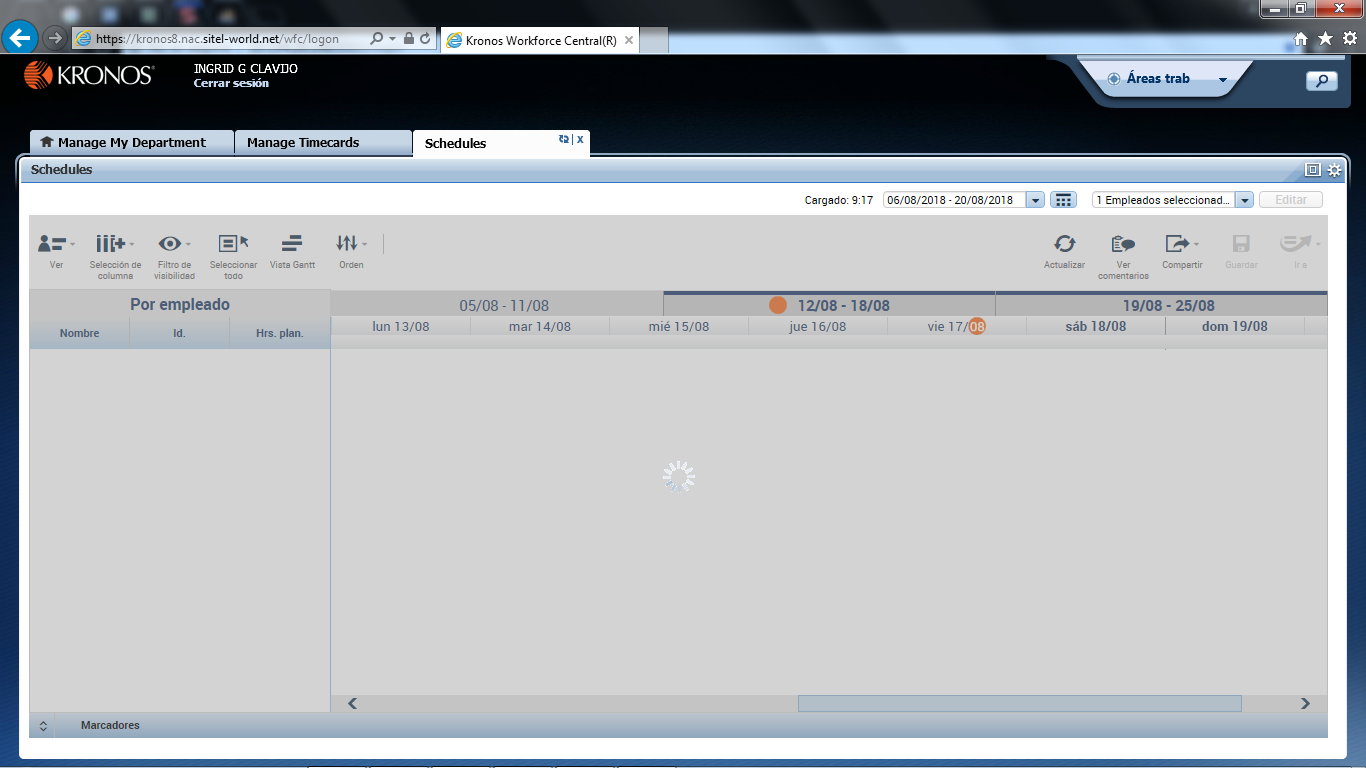 https://kronos8.nac.sitel-world.net/wfc/logon
Kronos Workforce Central(R)
KRONOS
INGRID G CLAVIJO
Cerrar sesión
Áreas trab
Manage My Department
Manage Timecards
Schedules
x
Schedules
Cargado: 9:17
06/08/2018 - 20/08/2018
1 Empleados seleccionad...
Editar
Ver
Selección de
columna
Filtro de
visibilidad
Seleccionar
todo
Vista Gantt
Orden
Actualizar
Ver
comentarios
Compartir
Guardar
Ir a
Por empleado
05/08 - 11/08
12/08 - 18/08
19/08 - 25/08
Nombre
Id.
Hrs. plan.
lun 13/08
mar 14/08
mié 15/08
jue 16/08
vie 17/08
sáb 18/08
dom 19/08
Marcadores